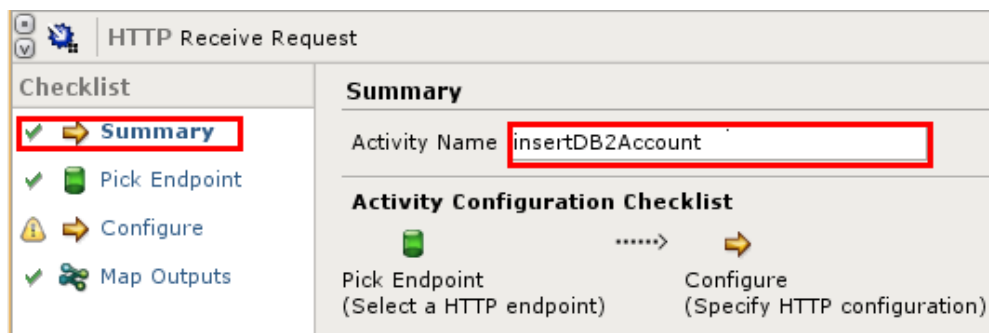 HTTP Receive Request
Checklist
Summary
Pick Endpoint
Configure
Map Outputs
Summary
Activity Name insertDB2Account
Activity Configuration Checklist
Pick Endpoint
(Select a HTTP endpoint)
Configure
(Specify HTTP configuration)